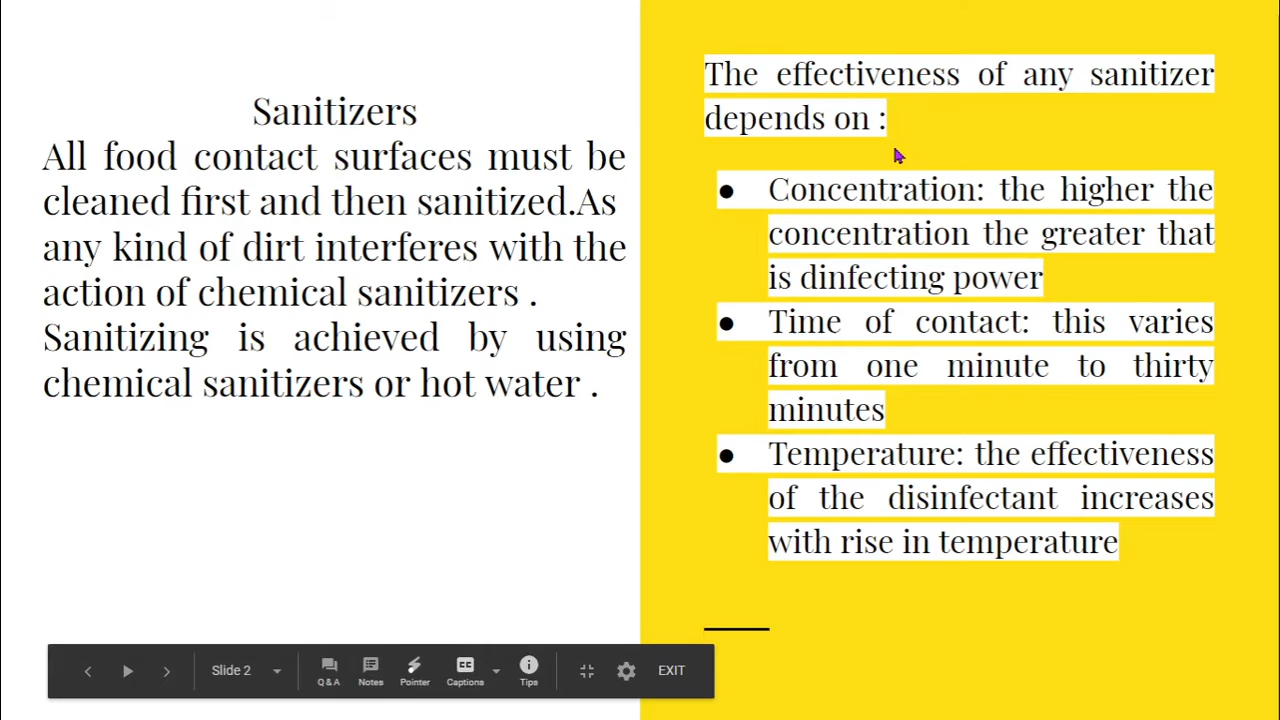 Sanitizers
All food contact surfaces must be
cleaned first and then sanitized.As
any kind of dirt interferes with the
action of chemical sanitizers .
Sanitizing is achieved by using
chemical sanitizers or hot water .
The effectiveness of any sanitizer
depends on :
● Concentration: the higher the
concentration the greater that
is dinfecting power
● Time of contact: this varies
from one minute to thirty
minutes
● Temperature: the effectiveness
of the disinfectant increases
with rise in temperature
Slide 2
Q & A
Notes
Pointer
CC
Captions
Tips
EXIT